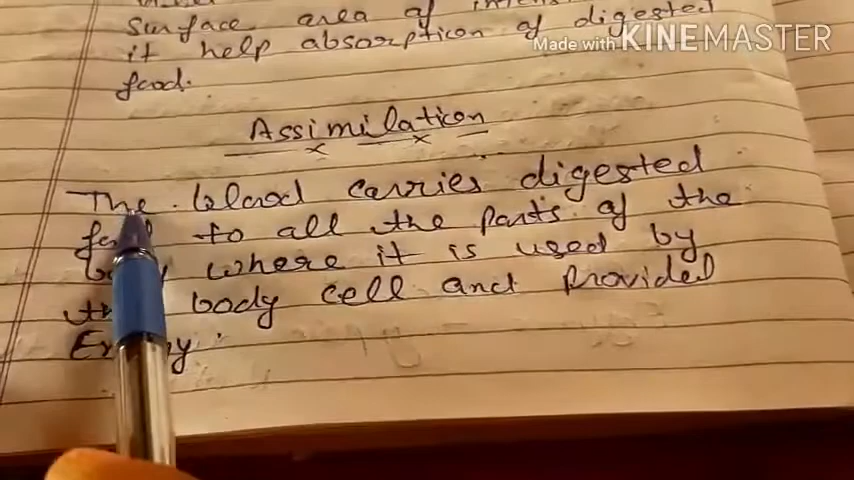 surface area of
it help absorption of digested
food.
Made with KINEMASTER
Assimilation
The blood carries digested
to all the parts of the
where it is used by
body cell and provided